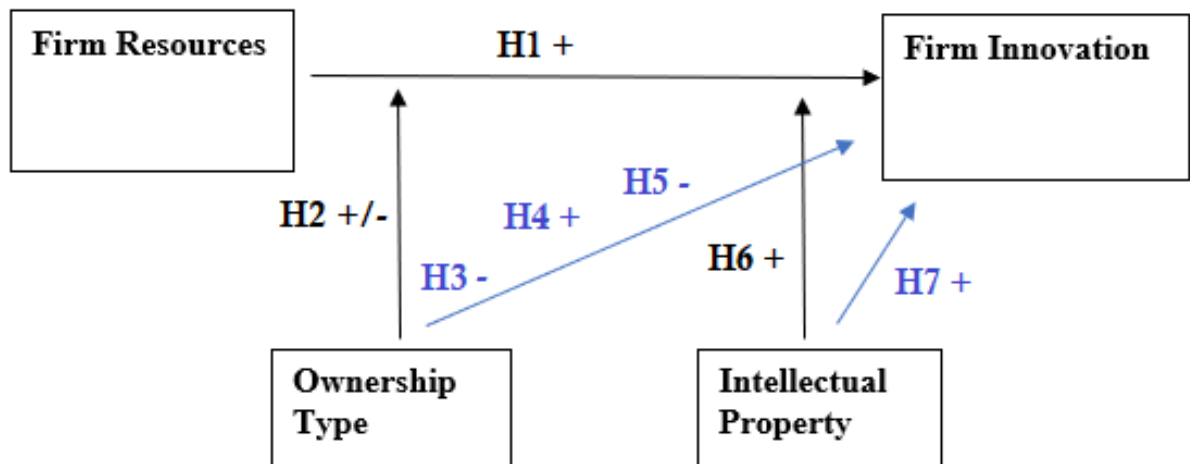 Firm Resources
H1 +
Firm Innovation
H5 -
H2 +/-
H4 +
H6 +
H3 -
H7 +
Ownership
Type
Intellectual
Property